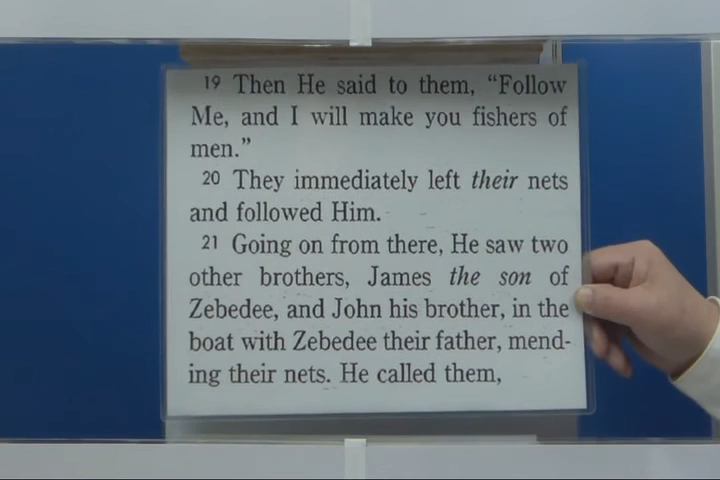 19 Then He said to them, “Follow
Me, and I will make you fishers of
men.”
20 They immediately left their nets
and followed Him.
21 Going on from there, He saw two
other brothers, James the son of
Zebedee, and John his brother, in the
boat with Zebedee their father, mend-
ing their nets. He called them,